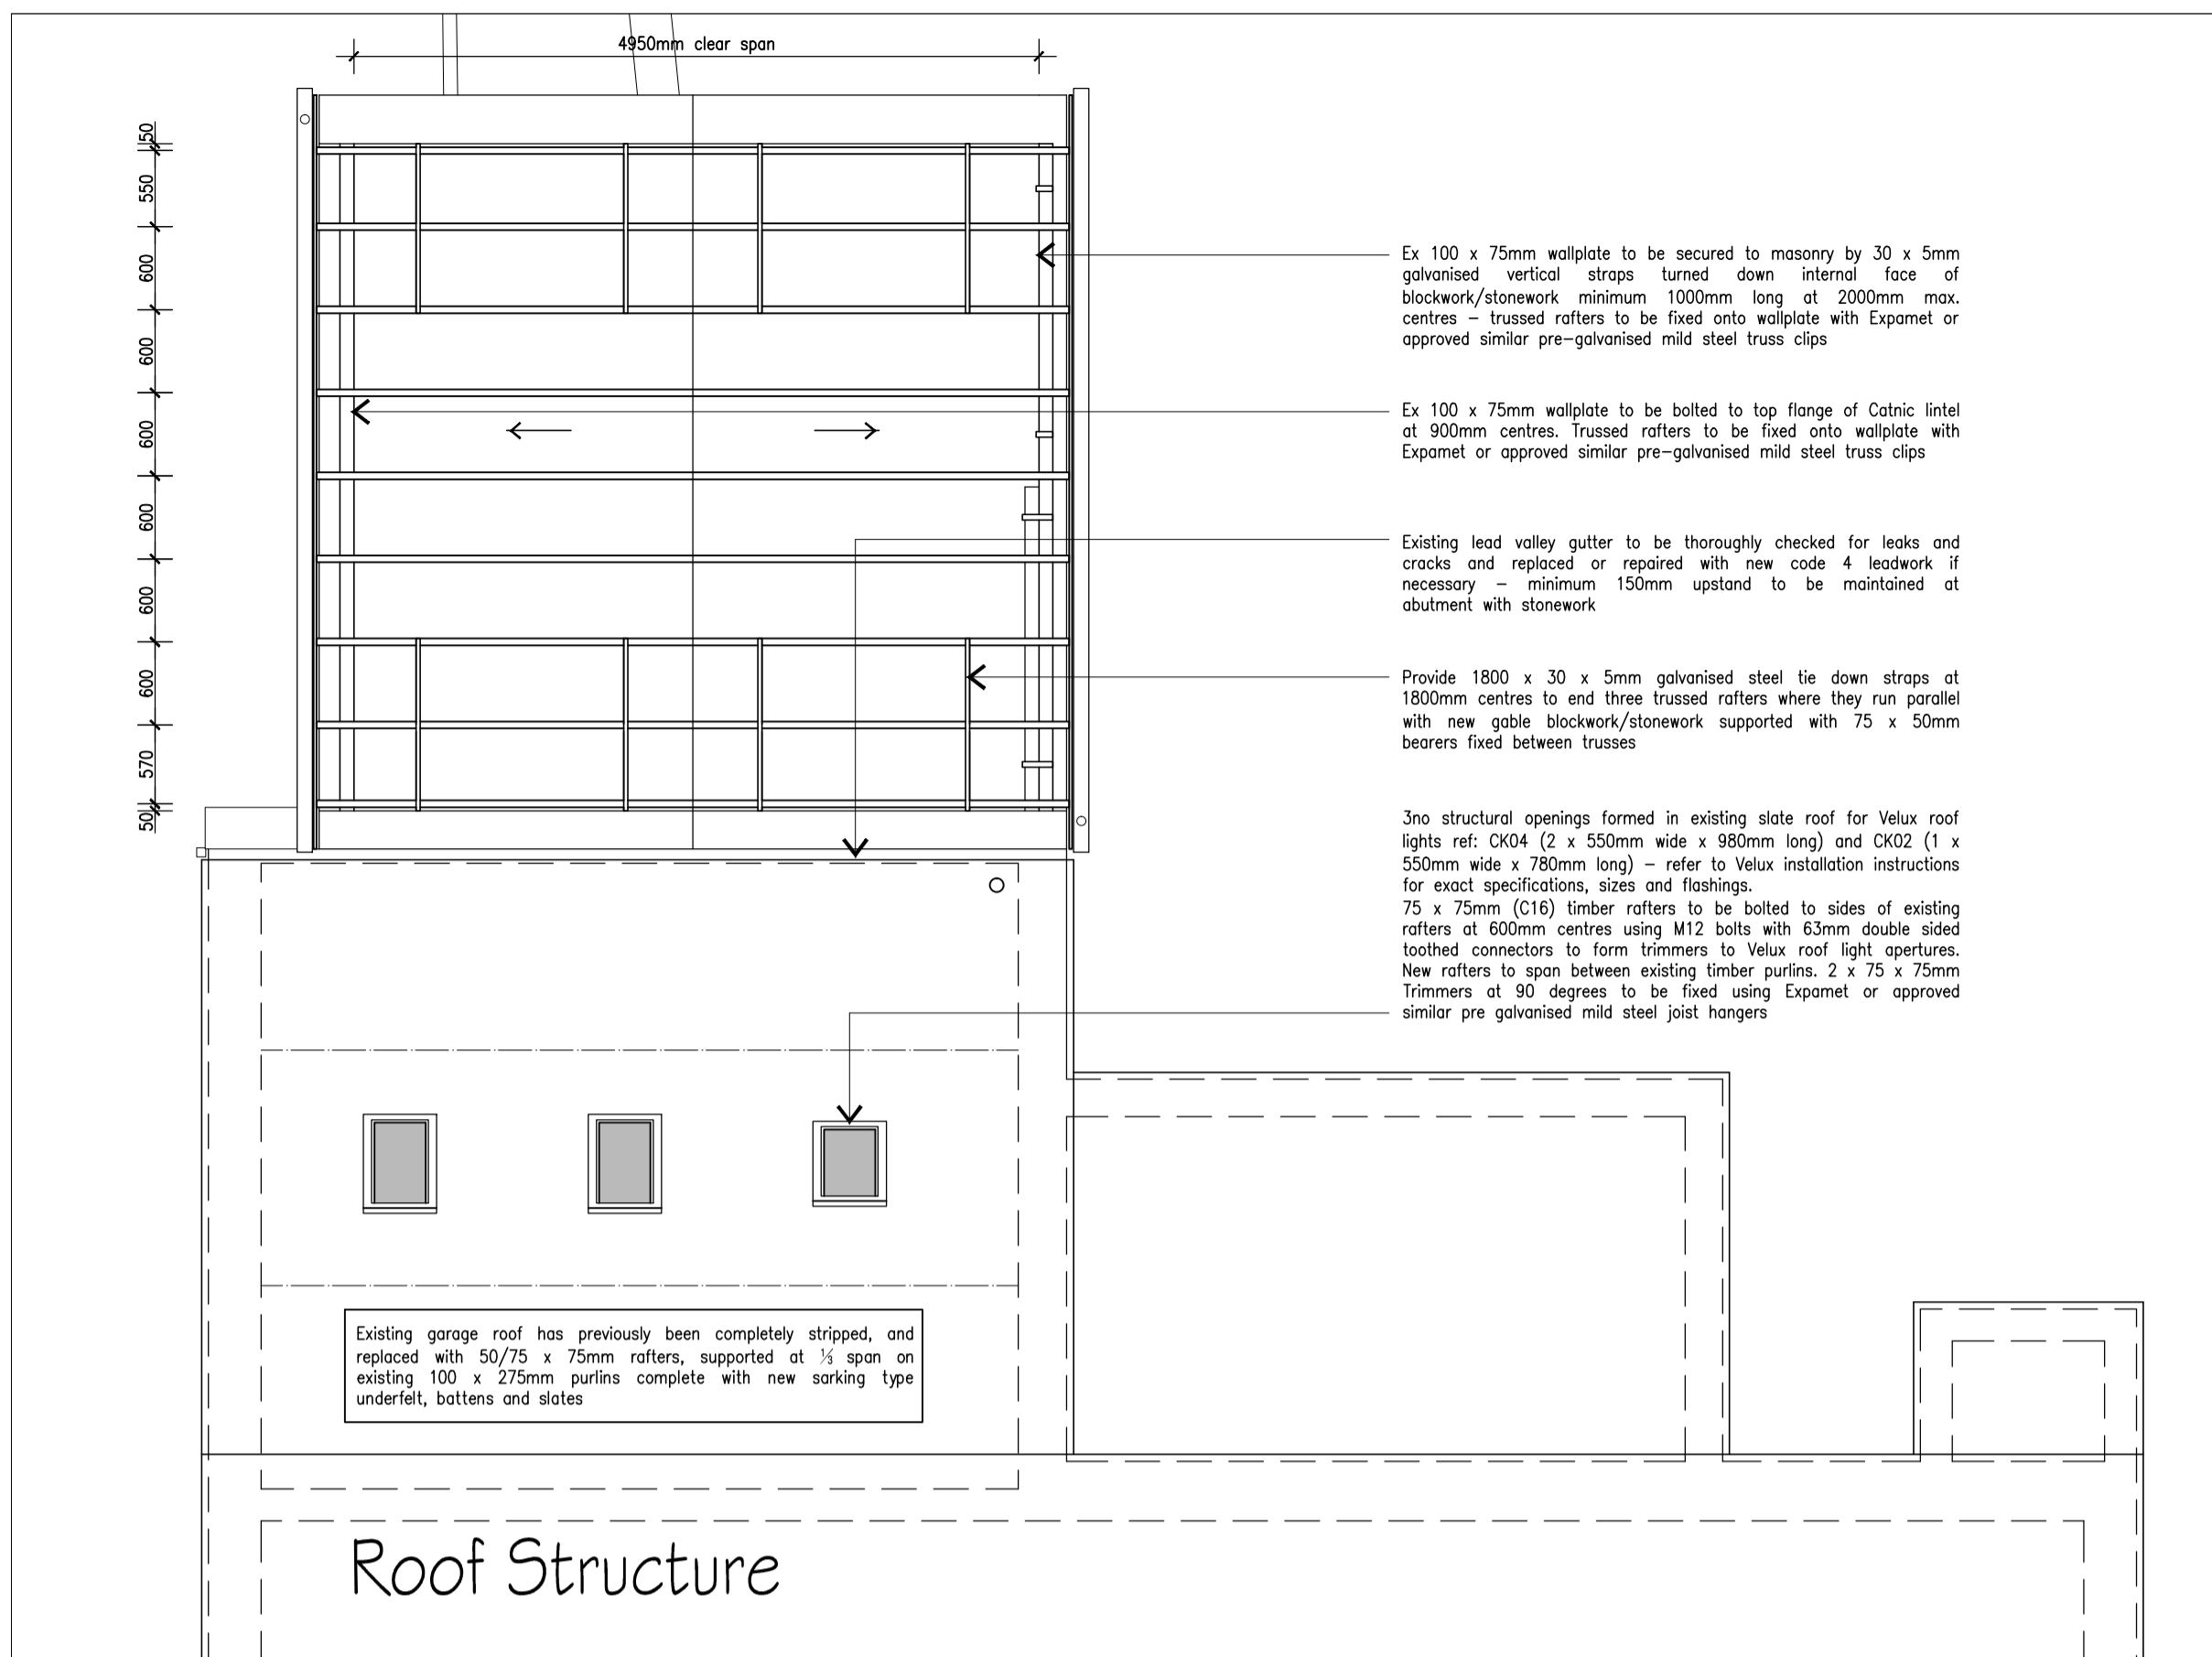 4950mm clear span
50
550
600
600
600
600
600
600
570
50
Ex 100 x 75mm wallplate to be secured to masonry by 30 x 5mm
galvanised vertical straps turned down internal face of
blockwork/stonework minimum 1000mm long at 2000mm max.
centres – trussed rafters to be fixed onto wallplate with Expamet or
approved similar pre–galvanised mild steel truss clips
Ex 100 x 75mm wallplate to be bolted to top flange of Catnic lintel
at 900mm centres. Trussed rafters to be fixed onto wallplate with
Expamet or approved similar pre–galvanised mild steel truss clips
Existing lead valley gutter to be thoroughly checked for leaks and
cracks and replaced or repaired with new code 4 leadwork if
necessary – minimum 150mm upstand to be maintained at
abutment with stonework
Provide 1800 x 30 x 5mm galvanised steel tie down straps at
1800mm centres to end three trussed rafters where they run parallel
with new gable blockwork/stonework supported with 75 x 50mm
bearers fixed between trusses
3no structural openings formed in existing slate roof for Velux roof
lights ref: CK04 (2 x 550mm wide x 980mm long) and CK02 (1 x
550mm wide x 780mm long) – refer to Velux installation instructions
for exact specifications, sizes and flashings.
75 x 75mm (C16) timber rafters to be bolted to sides of existing
rafters at 600mm centres using M12 bolts with 63mm double sided
toothed connectors to form trimmers to Velux roof light apertures.
New rafters to span between existing timber purlins. 2 x 75 x 75mm
Trimmers at 90 degrees to be fixed using Expamet or approved
similar pre galvanised mild steel joist hangers
Existing garage roof has previously been completely stripped, and
replaced with 50/75 x 75mm rafters, supported at ⅓ span on
existing 100 x 275mm purlins complete with new sarking type
underfelt, battens and slates
Roof Structure